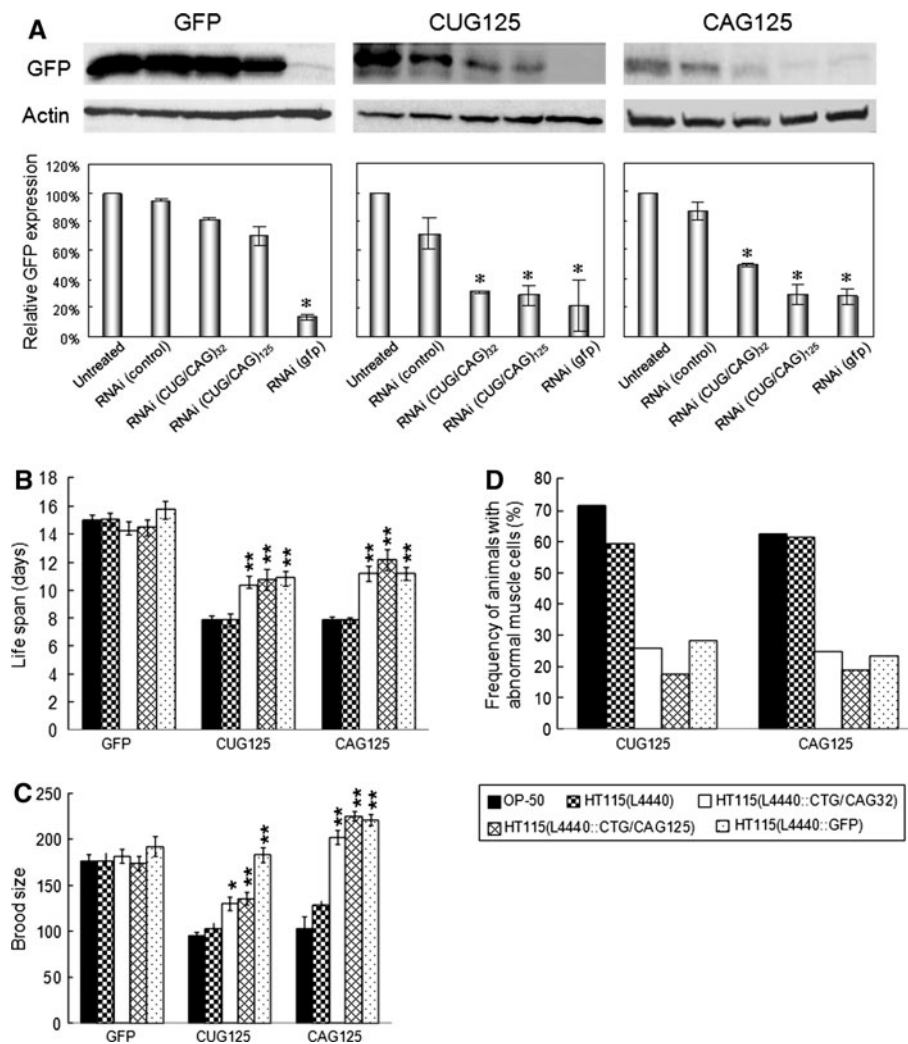 A
GFP CUG125 CAG125
GFP
Actin
Relative GFP expression
120%
100%
80%
60%
40%
20%
0%
* * * * * * *
Untreated
RNAi (control)
RNAi (CUG/CAG)32
RNAi (CUG/CAG)125
RNAi (gfp)
Untreated
RNAi (control)
RNAi (CUG/CAG)32
RNAi (CUG/CAG)125
RNAi (gfp)
Untreated
RNAi (control)
RNAi (CUG/CAG)32
RNAi (CUG/CAG)125
RNAi (gfp)
B
Life span (days)
18
16
14
12
10
8
6
4
2
0
** ** ** ** ** **
GFP CUG125 CAG125
D
Frequency of animals with
abnormal muscle cells (%)
80
70
60
50
40
30
20
10
0
CUG125 CAG125
C
Brood size
250
200
150
100
50
0
* ** ** ** ** **
GFP CUG125 CAG125
OP-50 HT115(L4440) HT115(L4440::CTG/CAG32)
HT115(L4440::CTG/CAG125) HT115(L4440::GFP)